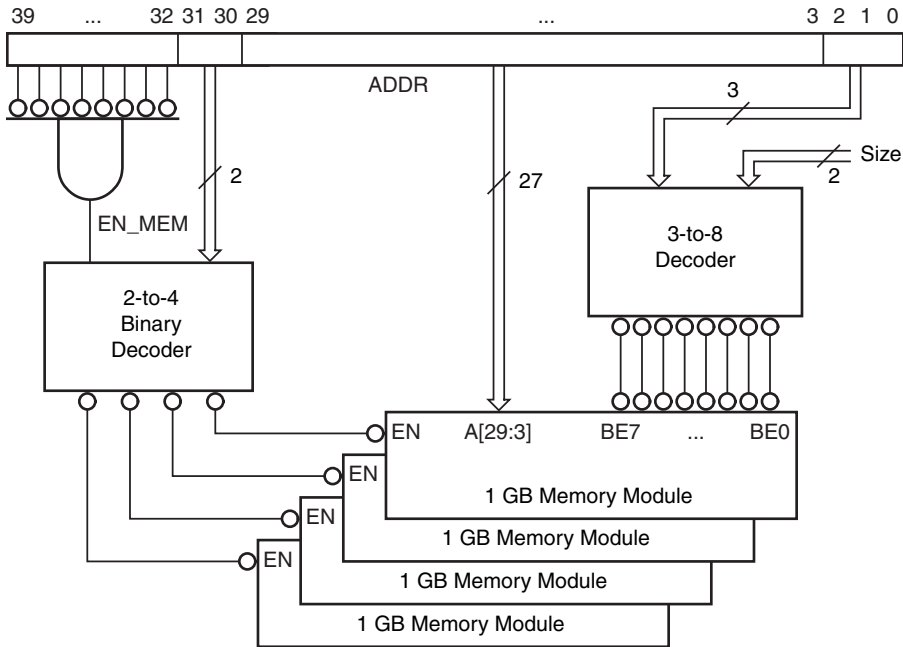 39 ... 32 31 30 29 ... 3 2 1 0
ADDR
3
Size
2
2
27
EN_MEM
3-to-8
Decoder
2-to-4
Binary
Decoder
EN A[29:3] BE7 ... BE0
1 GB Memory Module
EN
1 GB Memory Module
EN
1 GB Memory Module
EN
1 GB Memory Module